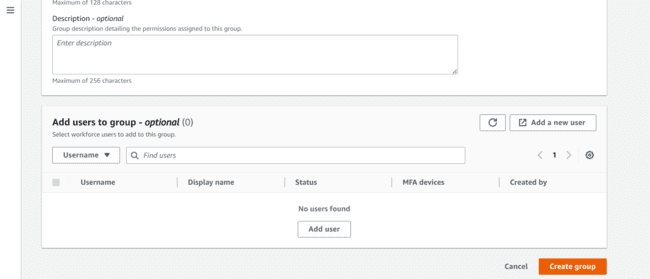 Maximum of 128 characters
Description - optional
Group description detailing the permissions assigned to this group.
Enter description
Maximum of 256 characters
Add users to group - optional (0)
Add a new user
Select workforce users to add to this group.
Username
Find users
1
Username Display name Status MFA devices Created by
No users found
Add user
Cancel Create group